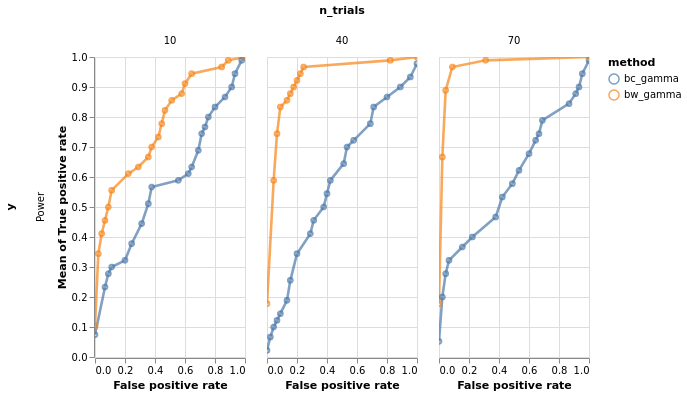 n_trials
10 40 70
y
Power
Mean of True positive rate
1.0
0.9
0.8
0.7
0.6
0.5
0.4
0.3
0.2
0.1
0.0
0.0 0.2 0.4 0.6 0.8 1.0
0.0 0.2 0.4 0.6 0.8 1.0
0.0 0.2 0.4 0.6 0.8 1.0
False positive rate
False positive rate
False positive rate
method
bc_gamma
bw_gamma